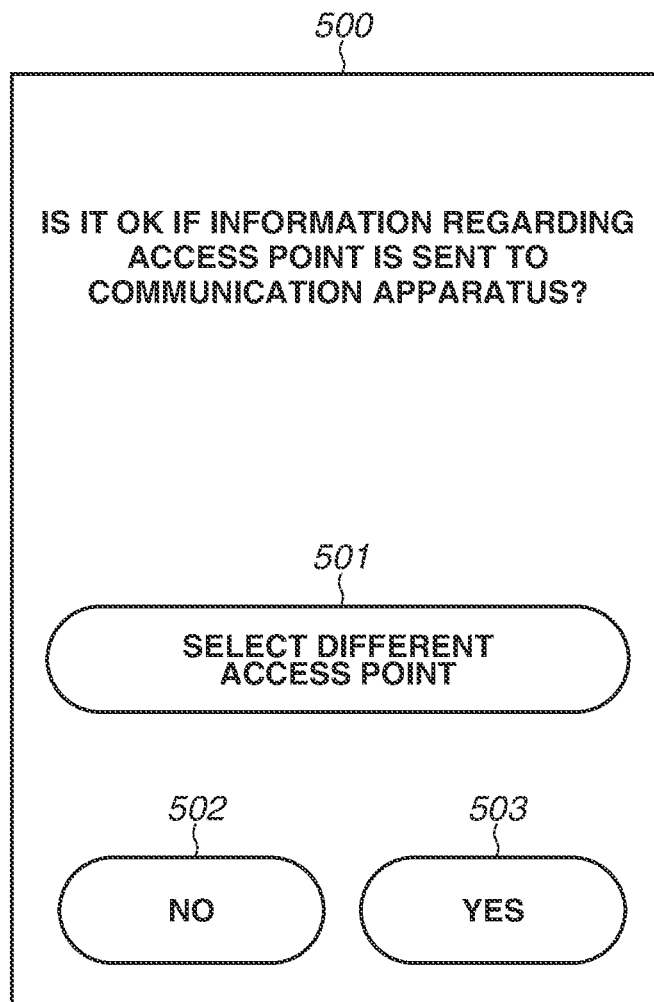 500
IS IT OK IF INFORMATION REGARDING
ACCESS POINT IS SENT TO
COMMUNICATION APPARATUS?
501
SELECT DIFFERENT
ACCESS POINT
502
503
NO
YES